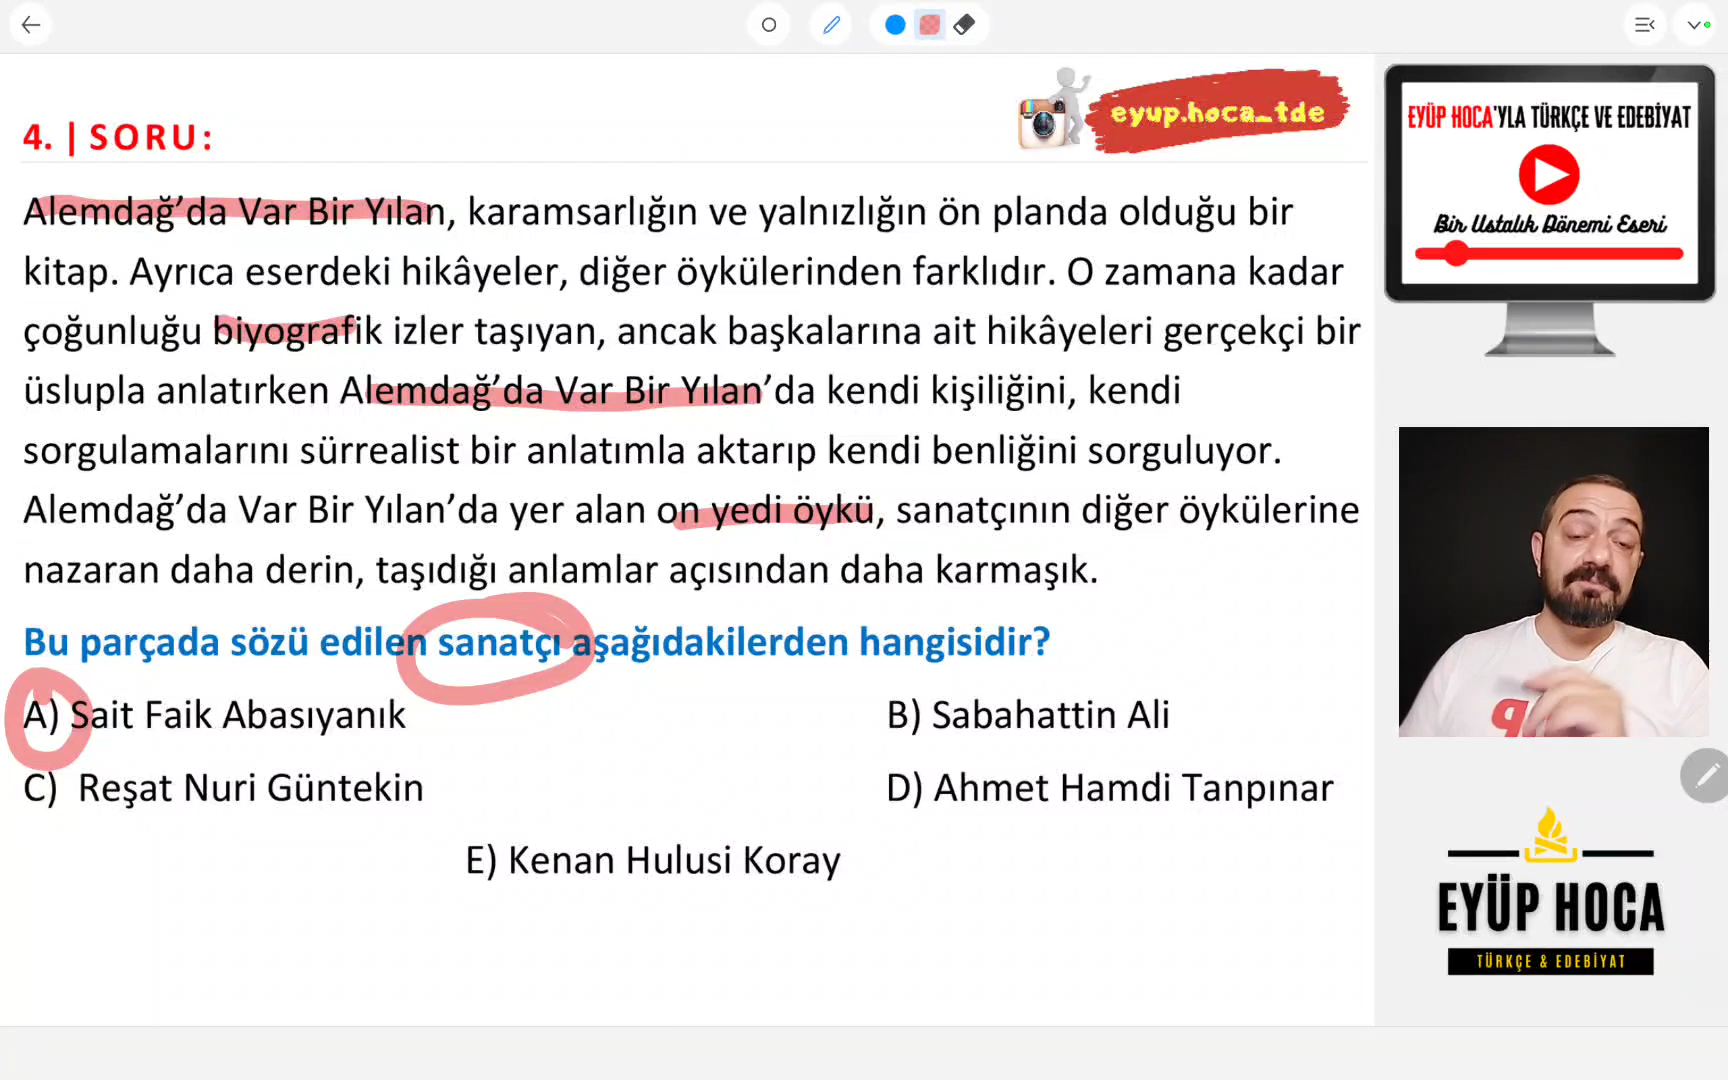 4. | SORU:
eyup.hoca_tde
Alemdağ’da Var Bir Yılan, karamsarlığın ve yalnızlığın ön planda olduğu bir
kitap. Ayrıca eserdeki hikâyeler, diğer öykülerinden farklıdır. O zamana kadar
çoğunluğu biyografik izler taşıyan, ancak başkalarına ait hikâyeleri gerçekçi bir
üslupla anlatırken Alemdağ’da Var Bir Yılan’da kendi kişiliğini, kendi
sorgulamalarını sürrealist bir anlatımla aktarıp kendi benliğini sorguluyor.
Alemdağ’da Var Bir Yılan’da yer alan on yedi öykü, sanatçının diğer öykülerine
nazaran daha derin, taşıdığı anlamlar açısından daha karmaşık.
Bu parçada sözü edilen sanatçı aşağıdakilerden hangisidir?
A) Sait Faik Abasıyanık
B) Sabahattin Ali
C) Reşat Nuri Güntekin
D) Ahmet Hamdi Tanpınar
E) Kenan Hulusi Koray
EYÜP HOCA'YLA TÜRKÇE VE EDEBİYAT
Bir Ustalık Dönemi Eseri
EYÜP HOCA
TÜRKÇE & EDEBİYAT